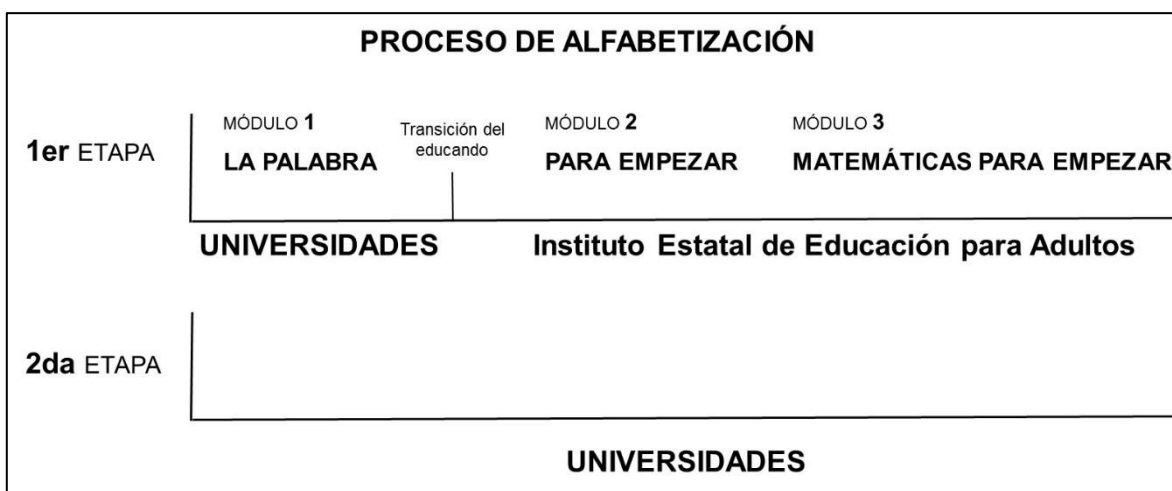 PROCESO DE ALFABETIZACIÓN
1er ETAPA
MÓDULO 1
LA PALABRA
Transición del
educando
MÓDULO 2
PARA EMPEZAR
MÓDULO 3
MATEMÁTICAS PARA EMPEZAR
UNIVERSIDADES
Instituto Estatal de Educación para Adultos
2da ETAPA
UNIVERSIDADES